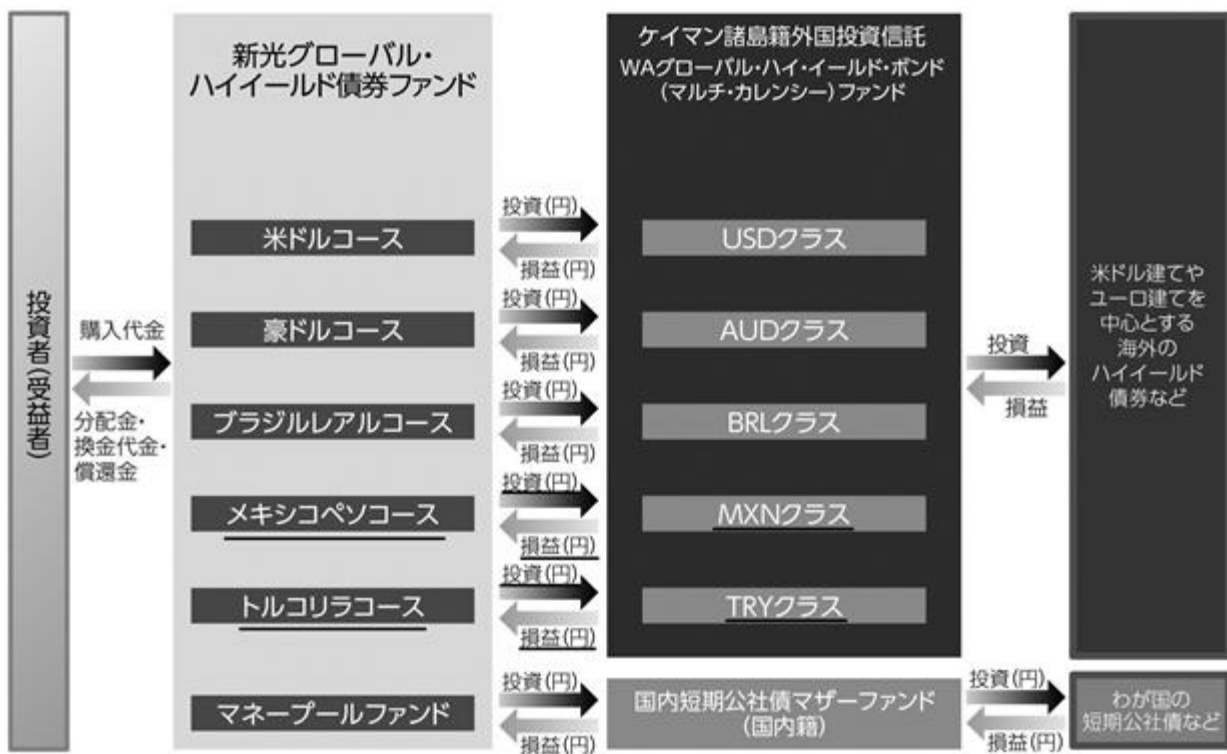 投資者(受益者)
購入代金
分配金・
換金代金・
償還金
新光グローバル・
ハイイールド債券ファンド
米ドルコース
豪ドルコース
ブラジルレアルコース
メキシコペソコース
トルコリラコース
マネープールファンド
投資(円)
損益(円)
投資(円)
損益(円)
投資(円)
損益(円)
投資(円)
損益(円)
投資(円)
損益(円)
投資(円)
損益(円)
ケイマン諸島籍外国投資信託
WAグローバル・ハイ・イールド・ボンド
(マルチ・カレンシー)ファンド
USDクラス
AUDクラス
BRLクラス
MXNクラス
TRYクラス
国内短期公社債マザーファンド
(国内籍)
投資
損益
投資(円)
損益(円)
米ドル建てや
ユーロ建てを
中心とする
海外の
ハイイールド
債券など
わが国の
短期公社債など